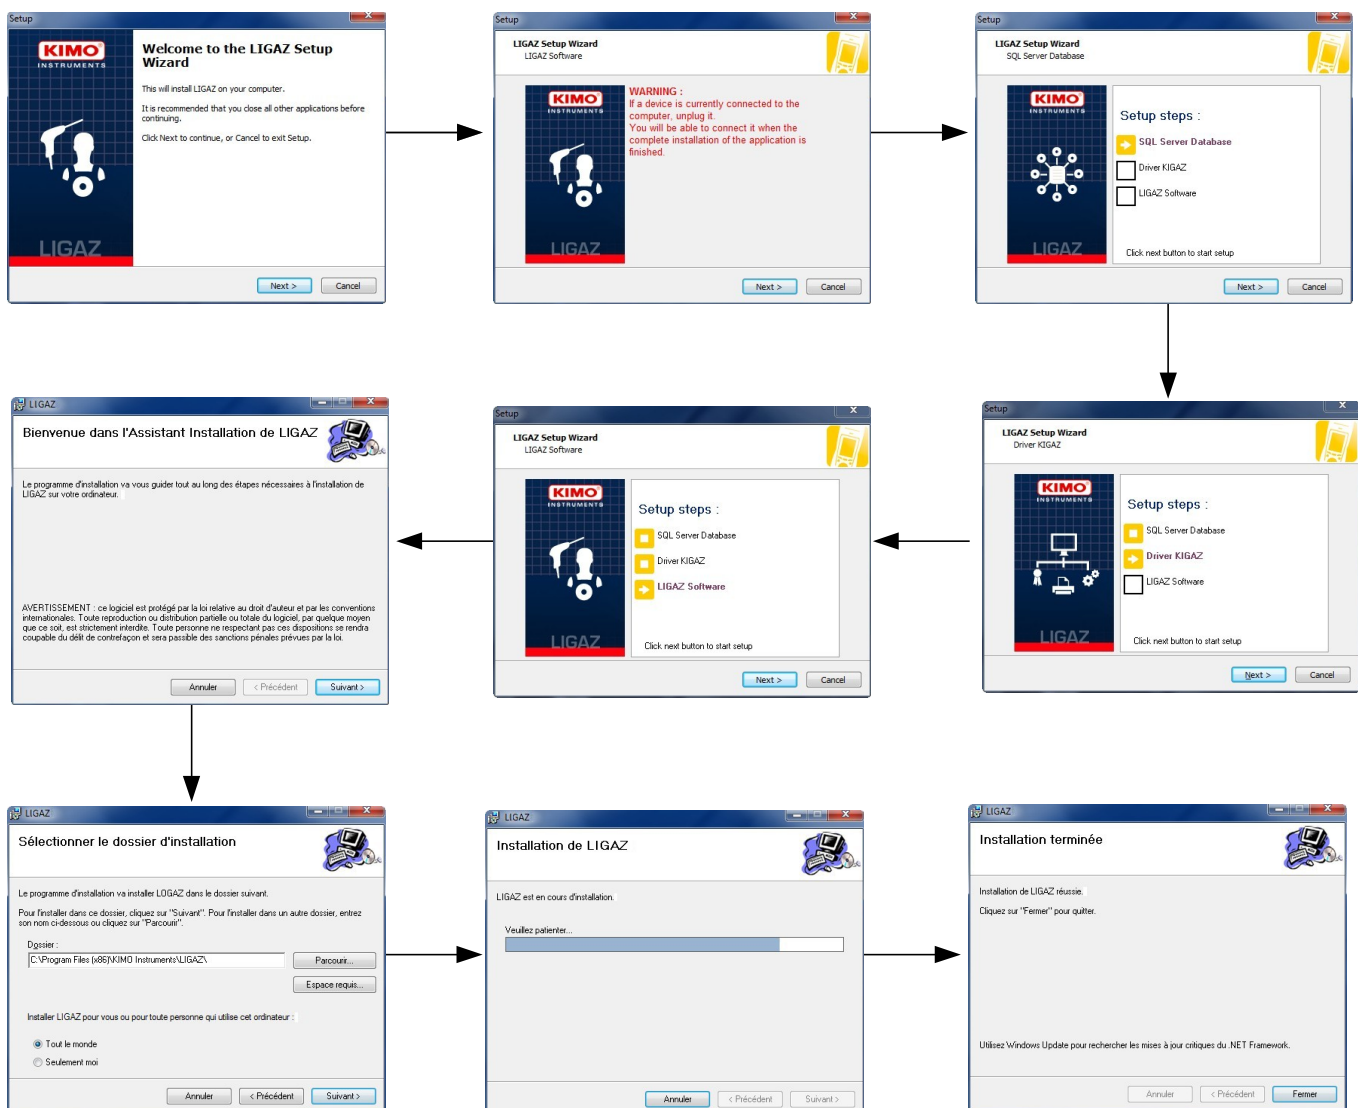 Setup
KIMO
INSTRUMENTS
LIGAZ
Welcome to the LIGAZ Setup
Wizard
This will install LIGAZ on your computer.
It is recommended that you close all other applications before
continuing.
Click Next to continue, or Cancel to exit Setup.
Next >
Cancel
Setup
LIGAZ Setup Wizard
LIGAZ Software
KIMO
INSTRUMENTS
LIGAZ
WARNING :
If a device is currently connected to the
computer, unplug it.
You will be able to connect it when the
complete installation of the application is
finished.
Next >
Cancel
Setup
LIGAZ Setup Wizard
SQL Server Database
KIMO
INSTRUMENTS
LIGAZ
Setup steps :
SQL Server Database
Driver KIGAZ
LIGAZ Software
Click next button to start setup
Next >
Cancel
Setup
LIGAZ Setup Wizard
Driver KIGAZ
KIMO
INSTRUMENTS
LIGAZ
Setup steps :
SQL Server Database
Driver KIGAZ
LIGAZ Software
Click next button to start setup
Next >
Cancel
Setup
LIGAZ Setup Wizard
LIGAZ Software
KIMO
INSTRUMENTS
LIGAZ
Setup steps :
SQL Server Database
Driver KIGAZ
LIGAZ Software
Click next button to start setup
Next >
Cancel
LIGAZ
Bienvenue dans l'Assistant Installation de LIGAZ
Le programme d'installation va vous guider tout au long des étapes nécessaires à l'installation de
LIGAZ sur votre ordinateur.
AVERTISSEMENT : ce logiciel est protégé par la loi relative au droit d'auteur et par les conventions
internationales. Toute reproduction ou distribution partielle ou totale du logiciel, par quelque moyen
que ce soit, est strictement interdite. Toute personne ne respectant pas ces dispositions se rendra
coupable du délit de contrefaçon et sera passible des sanctions pénales prévues par la loi.
Annuler
< Précédent
Suivant >
LIGAZ
Sélectionner le dossier d'installation
Le programme d'installation va installer LOGAZ dans le dossier suivant.
Pour l'installer dans ce dossier, cliquez sur "Suivant". Pour l'installer dans un autre dossier, entrez
son nom ci-dessous ou cliquez sur "Parcourir".
Dossier :
C:\Program Files (x86)\KIMO Instruments\LIGAZ\
Parcourir...
Espace requis...
Installer LIGAZ pour vous ou pour toute personne qui utilise cet ordinateur :
Tout le monde
Seulement moi
Annuler
< Précédent
Suivant >
LIGAZ
Installation de LIGAZ
LIGAZ est en cours d'installation.
Veuillez patienter...
Annuler
< Précédent
Suivant >
LIGAZ
Installation terminée
Installation de LIGAZ réussie.
Cliquez sur "Fermer" pour quitter.
Utilisez Windows Update pour rechercher les mises à jour critiques du .NET Framework.
Annuler
< Précédent
Fermer